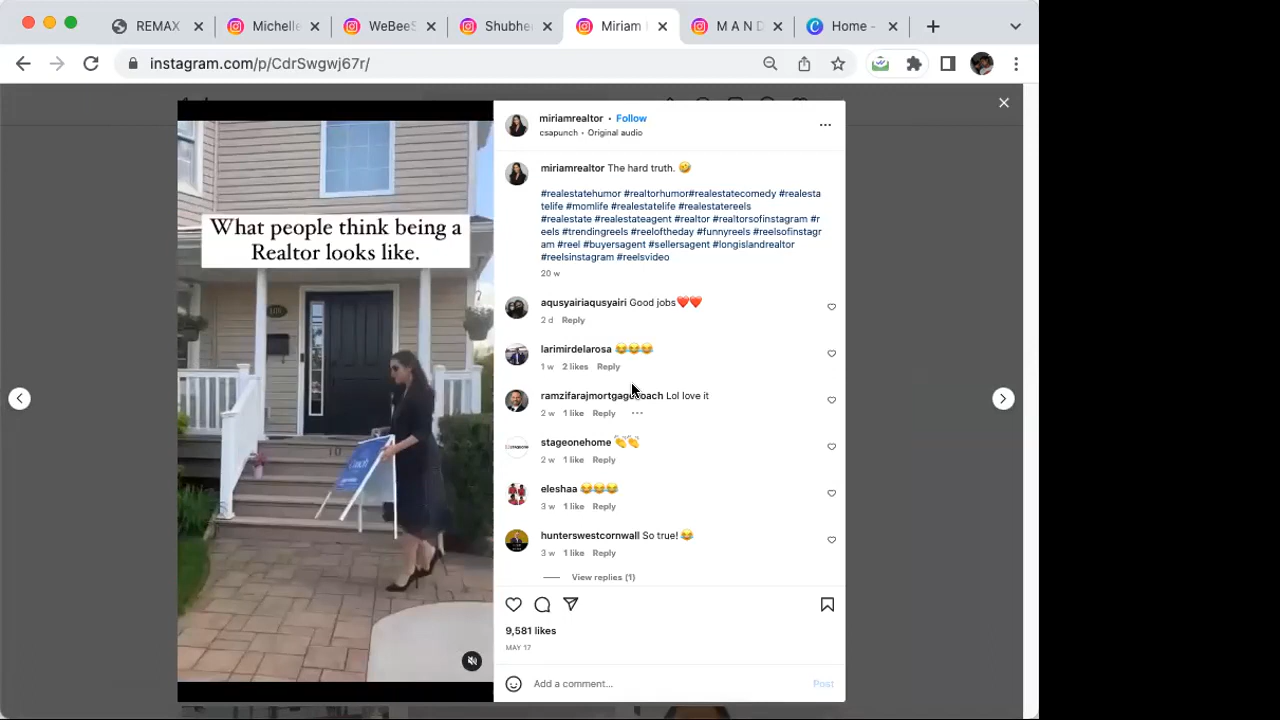 REMAX
Michelle
WeBeeS
Shubhe
Miriam
M A N D
Home -
instagram.com/p/CdrSwgwj67r/
What people think being a
Realtor looks like.
miriamrealtor • Follow
csapunch • Original audio
miriamrealtor The hard truth. 🤣
#realestatehumor #realtorhumor#realestatecomedy #realesta
telife #momlife #realestatelife #realestatereels
#realestate #realestateagent #realtor #realtorsofinstagram #r
eels #trendingreels #reeloftheday #funnyreels #reelsofinstagr
am #reel #buyersagent #sellersagent #longislandrealtor
#reelsinstagram #reelsvideo
20 w
aqusyairiaqusyairi Good jobs❤️❤️
2 d Reply
larimirdelarosa 😂😂😂
1 w 2 likes Reply
ramzifarajmortgagecoach Lol love it
2 w 1 like Reply
stageonehome 👏👏
2 w 1 like Reply
eleshaa 😂😂😂
3 w 1 like Reply
hunterswestcornwall So true! 😂
3 w 1 like Reply
View replies (1)
9,581 likes
MAY 17
Add a comment...
Post